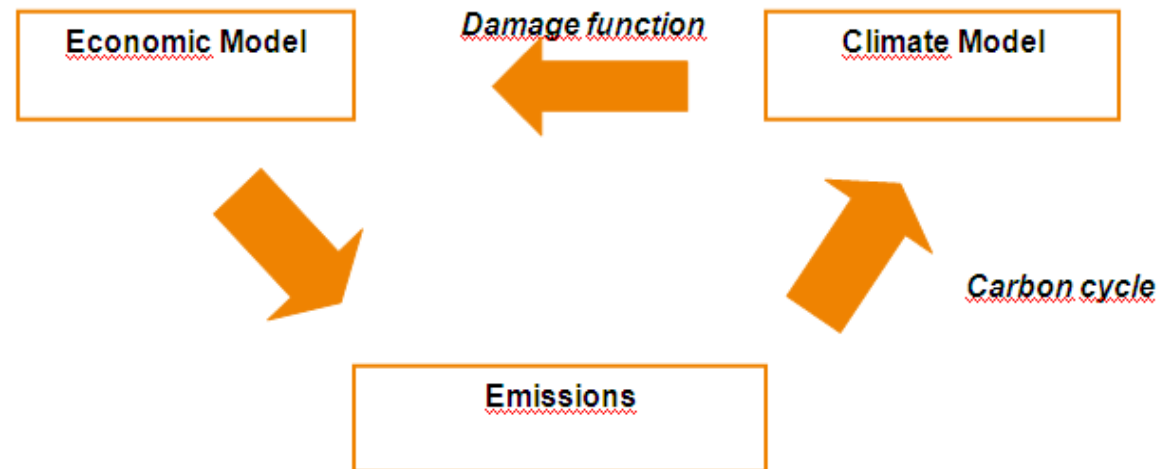 Economic Model
Damage function
Climate Model
Carbon cycle
Emissions